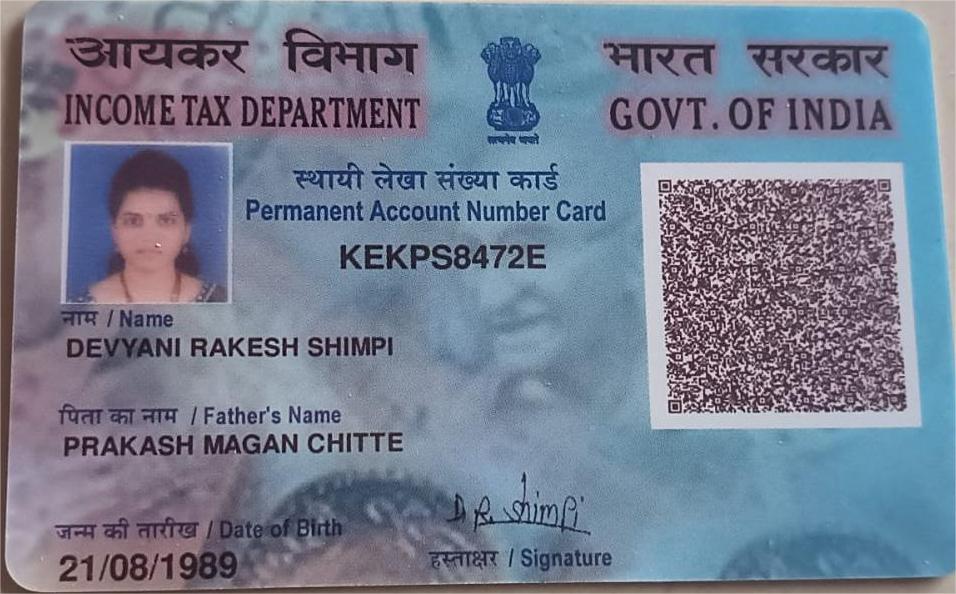 आयकर विभाग
INCOME TAX DEPARTMENT
भारत सरकार
GOVT. OF INDIA
सत्यमेव जयते
स्थायी लेखा संख्या कार्ड
Permanent Account Number Card
KEKPS8472E
नाम / Name
DEVYANI RAKESH SHIMPI
पिता का नाम / Father's Name
PRAKASH MAGAN CHITTE
जन्म की तारीख / Date of Birth
21/08/1989
D R Shimpi
हस्ताक्षर / Signature